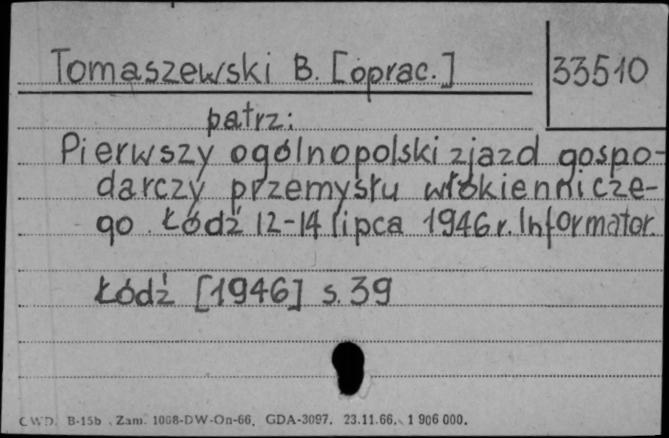 Tomaszewski B. [oprac.]
33510
patrz:
Pierwszy ogólnopolski zjazd gospo-
darczy przemysłu włókiennicze-
go. Łódź 12-14 lipca 1946 r. Informator.
Łódź [1946] s. 39
CWD. B-15b Zam. 1068-DW-On-66. GDA-3097. 23.11.66. 1 906 000.